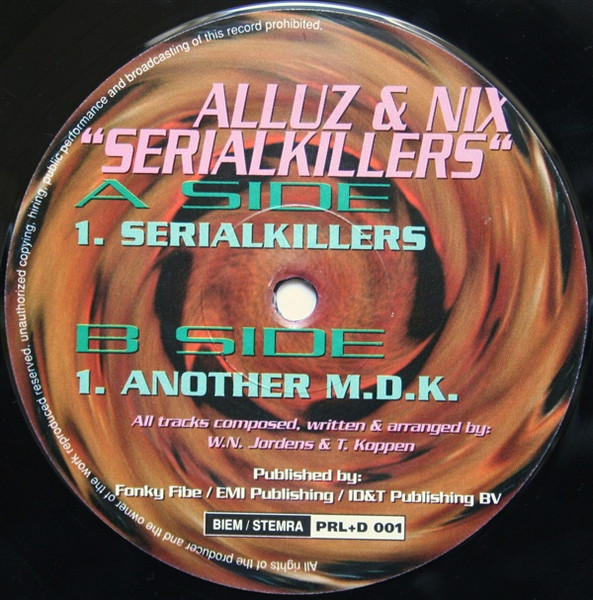 ALLUZ & NIX
"SERIALKILLERS"
A SIDE
1. SERIALKILLERS
B SIDE
1. ANOTHER M.D.K.
All tracks composed, written & arranged by:
W.N. Jordens & T. Koppen
Published by:
Fonky Fibe / EMI Publishing / ID&T Publishing BV
BIEM / STEMRA PRL+D 001
All rights of the producer and the owner of the work reproduced reserved. unauthorized copying, hiring, public performance and broadcasting of this record prohibited.